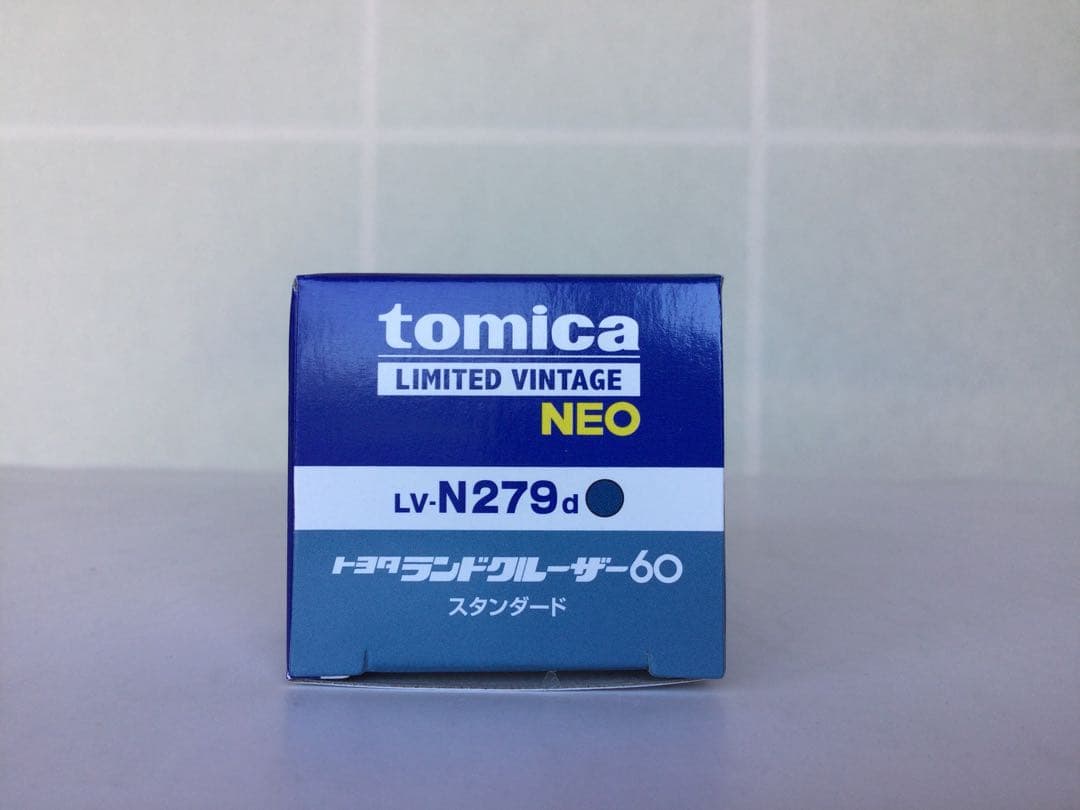 tomica
LIMITED VINTAGE
NEO
LV-N279d
トヨタランドクルーザー60
スタンダード